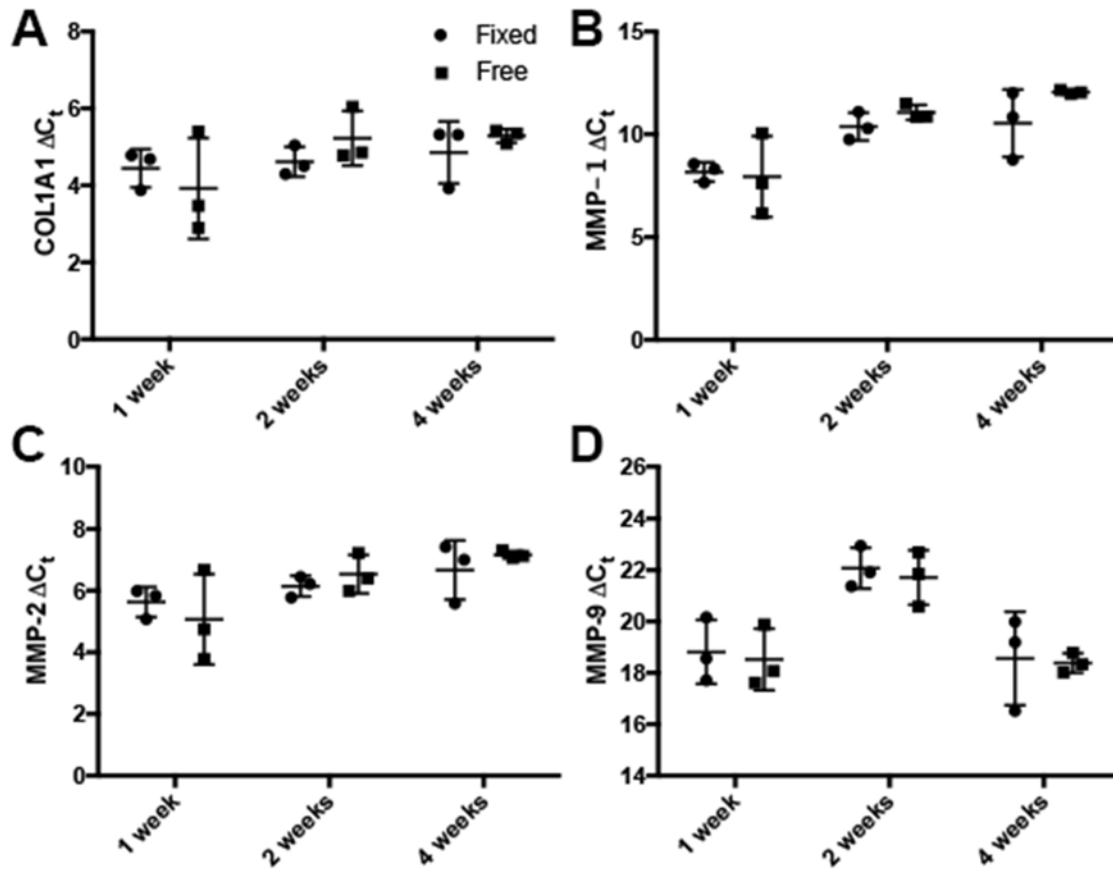 A
B
Fixed
Free
COL1A1 ΔCt
8
6
4
2
0
1 week
2 weeks
4 weeks
MMP-1 ΔCt
15
10
5
0
1 week
2 weeks
4 weeks
C
D
MMP-2 ΔCt
10
8
6
4
2
0
1 week
2 weeks
4 weeks
MMP-9 ΔCt
26
24
22
20
18
16
14
1 week
2 weeks
4 weeks